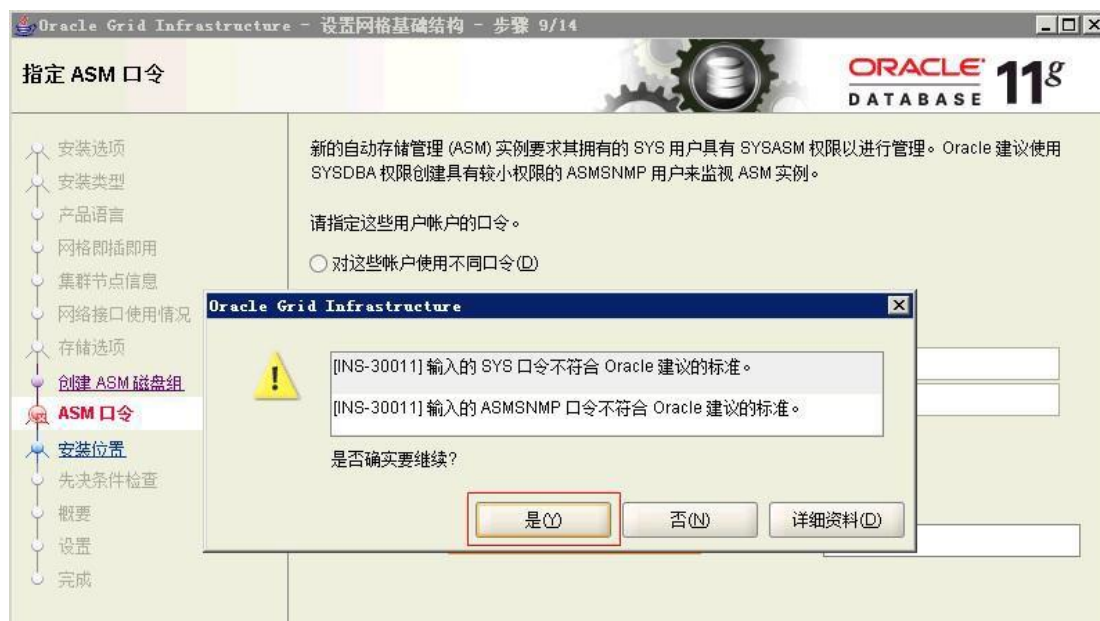 Oracle Grid Infrastructure - 设置网格基础结构 - 步骤 9/14
指定 ASM 口令
ORACLE
DATABASE
11g
安装选项
安装类型
产品语言
网格即插即用
集群节点信息
网络接口使用情况
存储选项
创建 ASM 磁盘组
ASM 口令
安装位置
先决条件检查
概要
设置
完成
新的自动存储管理 (ASM) 实例要求其拥有的 SYS 用户具有 SYSASM 权限以进行管理。Oracle 建议使用
SYSDBA 权限创建具有较小权限的 ASMSNMP 用户来监视 ASM 实例。
请指定这些用户帐户的口令。
对这些帐户使用不同口令(D)
Oracle Grid Infrastructure
[INS-30011] 输入的 SYS 口令不符合 Oracle 建议的标准。
[INS-30011] 输入的 ASMSNMP 口令不符合 Oracle 建议的标准。
是否确实要继续?
是(Y)
否(N)
详细资料(D)